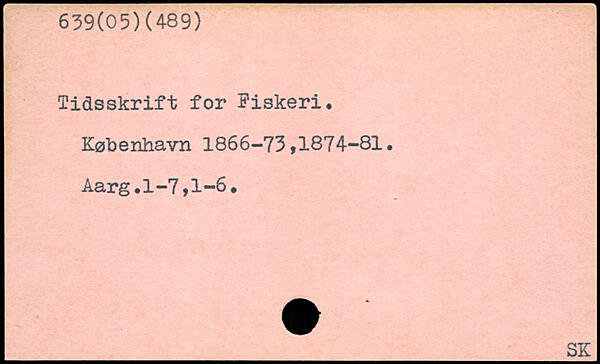 639(05)(489)
Tidsskrift for Fiskeri.
København 1866-73,1874-81.
Aarg.1-7,1-6.
SK